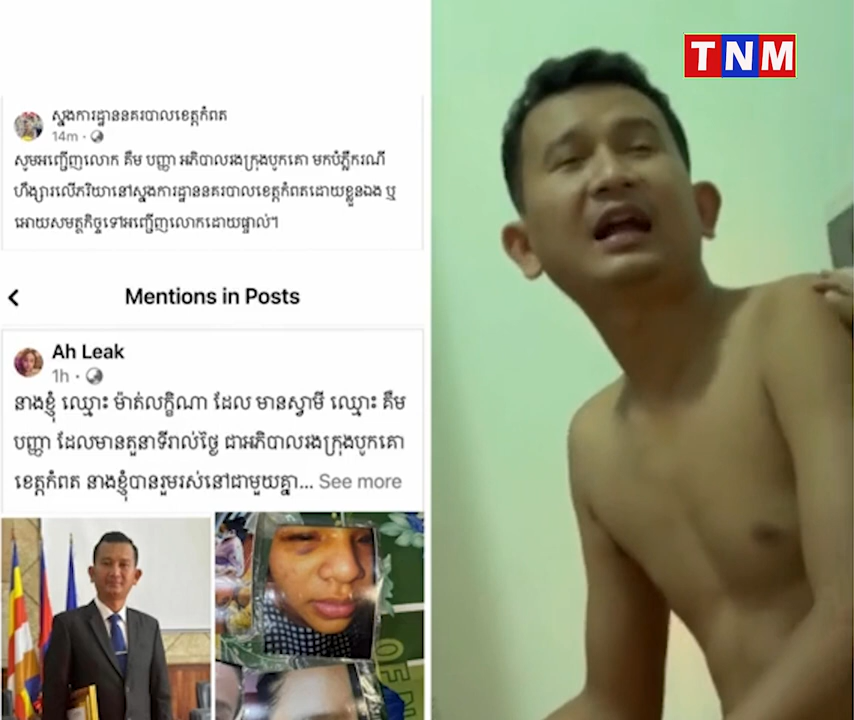 TNM
ស្នងការដ្ឋាននគរបាលខេត្តកំពត
14m ·
សូមអញ្ជើញលោក គឹម បញ្ញា អភិបាលរងក្រុងបូកគោ មកបំភ្លឺករណី
ហឹង្សារលើភរិយានៅស្នងការដ្ឋាននគរបាលខេត្តកំពតដោយខ្លួនឯង ឬ
អោយសមត្ថកិច្ចទៅអញ្ជើញលោកដោយផ្ទាល់។
Mentions in Posts
Ah Leak
1h ·
នាងខ្ញុំ ឈ្មោះ ម៉ាត់លក្ខិណា ដែល មានស្វាមី ឈ្មោះ គឹម
បញ្ញា ដែលមានតួនាទីរាល់ថ្ងៃ ជាអភិបាលរងក្រុងបូកគោ
ខេត្តកំពត នាងខ្ញុំបានរួមរស់នៅជាមួយគ្នា... See more